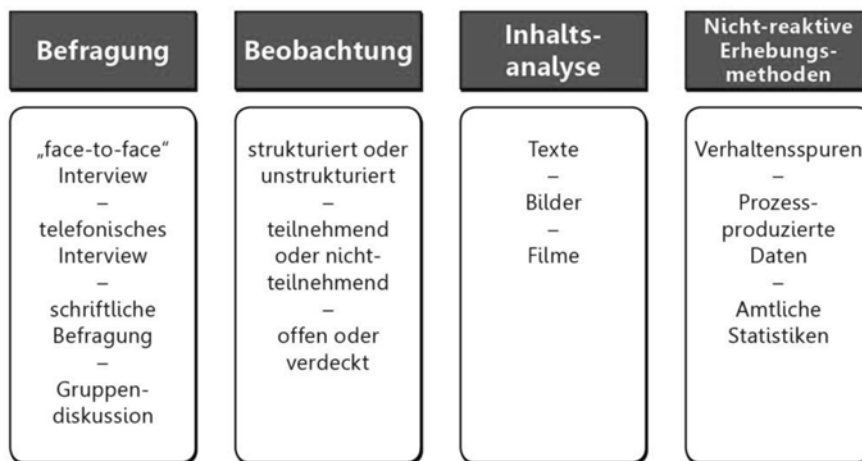 Befragung
„face-to-face“
Interview
–
telefonisches
Interview
–
schriftliche
Befragung
–
Gruppen-
diskussion
Beobachtung
strukturiert oder
unstrukturiert
–
teilnehmend
oder nicht-
teilnehmend
–
offen oder
verdeckt
Inhalts-
analyse
Texte
–
Bilder
–
Filme
Nicht-reaktive
Erhebungs-
methoden
Verhaltensspuren
–
Prozess-
produzierte
Daten
–
Amtliche
Statistiken